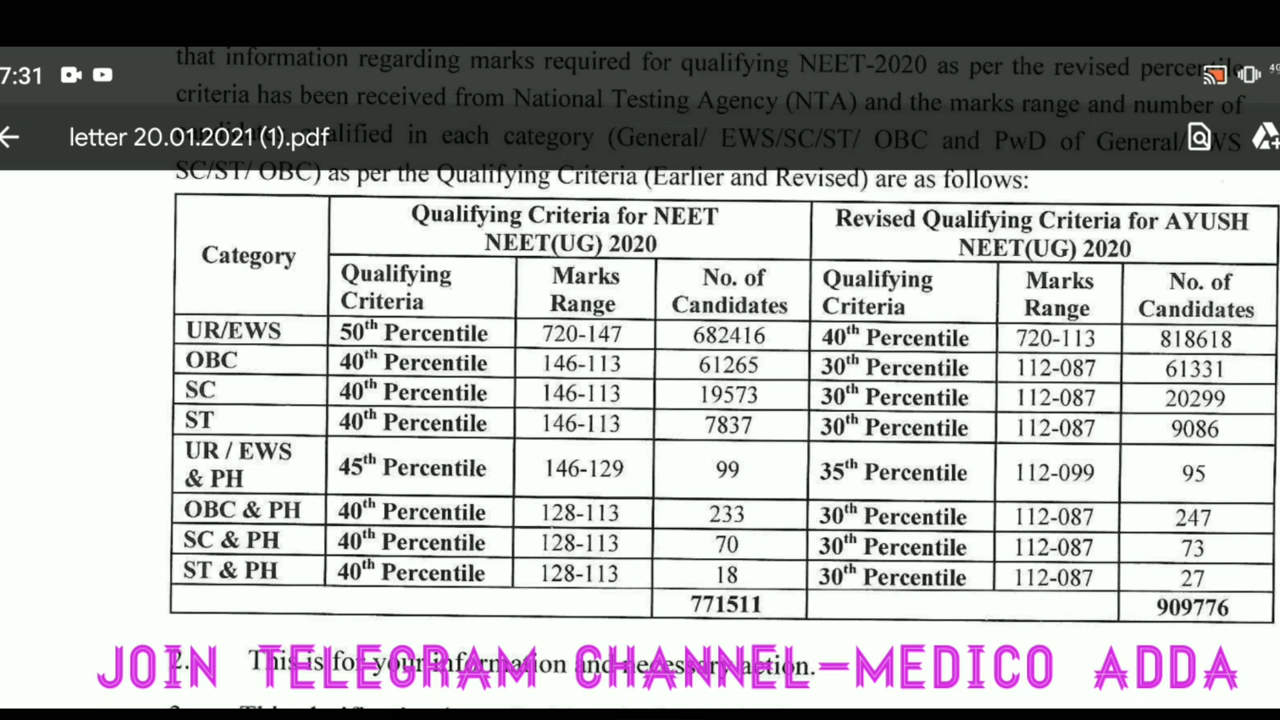 that information regarding marks required for qualifying NEET-2020 as per the revised percentile
7:31
4G
criteria has been received from National Testing Agency (NTA) and the marks range and number of
letter 20.01.2021 (1).pdf
qualified in each category (General/ EWS/SC/ST/ OBC and PwD of General/EWS
SC/ST/ OBC) as per the Qualifying Criteria (Earlier and Revised) are as follows:
Category Qualifying Criteria for NEET NEET(UG) 2020 Revised Qualifying Criteria for AYUSH NEET(UG) 2020
Qualifying Criteria Marks Range No. of Candidates Qualifying Criteria Marks Range No. of Candidates
UR/EWS 50th Percentile 720-147 682416 40th Percentile 720-113 818618
OBC 40th Percentile 146-113 61265 30th Percentile 112-087 61331
SC 40th Percentile 146-113 19573 30th Percentile 112-087 20299
ST 40th Percentile 146-113 7837 30th Percentile 112-087 9086
UR / EWS & PH 45th Percentile 146-129 99 35th Percentile 112-099 95
OBC & PH 40th Percentile 128-113 233 30th Percentile 112-087 247
SC & PH 40th Percentile 128-113 70 30th Percentile 112-087 73
ST & PH 40th Percentile 128-113 18 30th Percentile 112-087 27
771511 909776
2. This is for your information and necessary action.
JOIN TELEGRAM CHANNEL-MEDICO ADDA